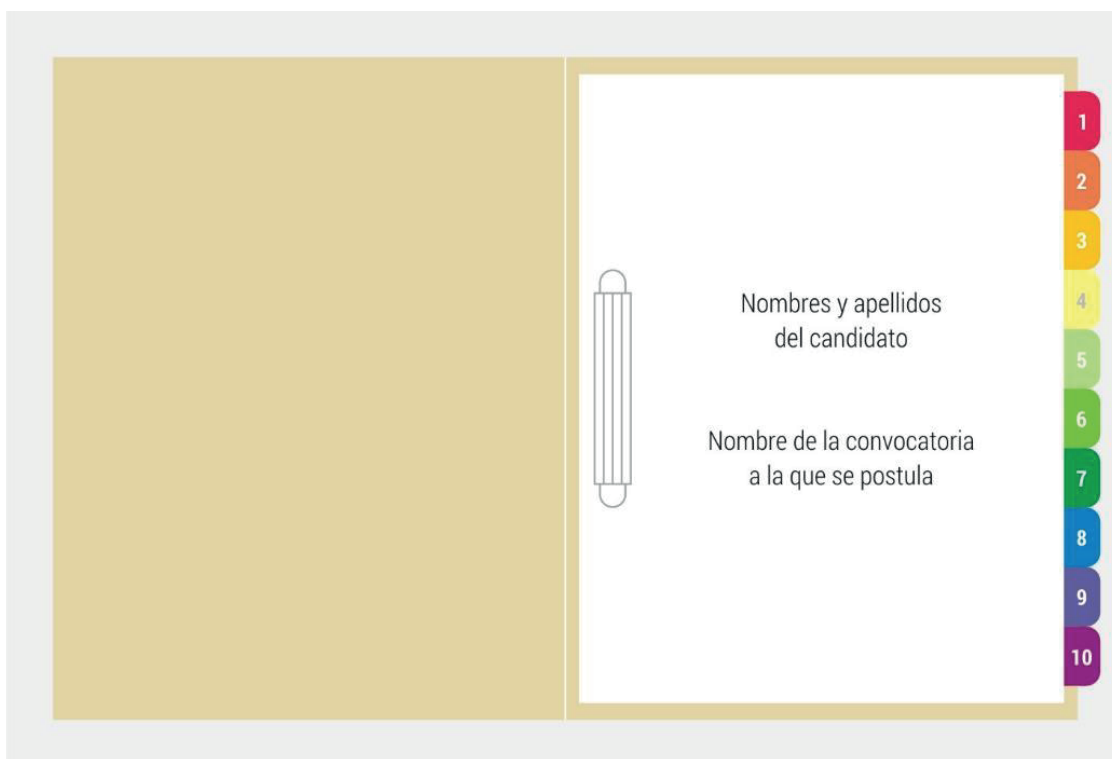 Nombres y apellidos
del candidato
Nombre de la convocatoria
a la que se postula
1
2
3
4
5
6
7
8
9
10